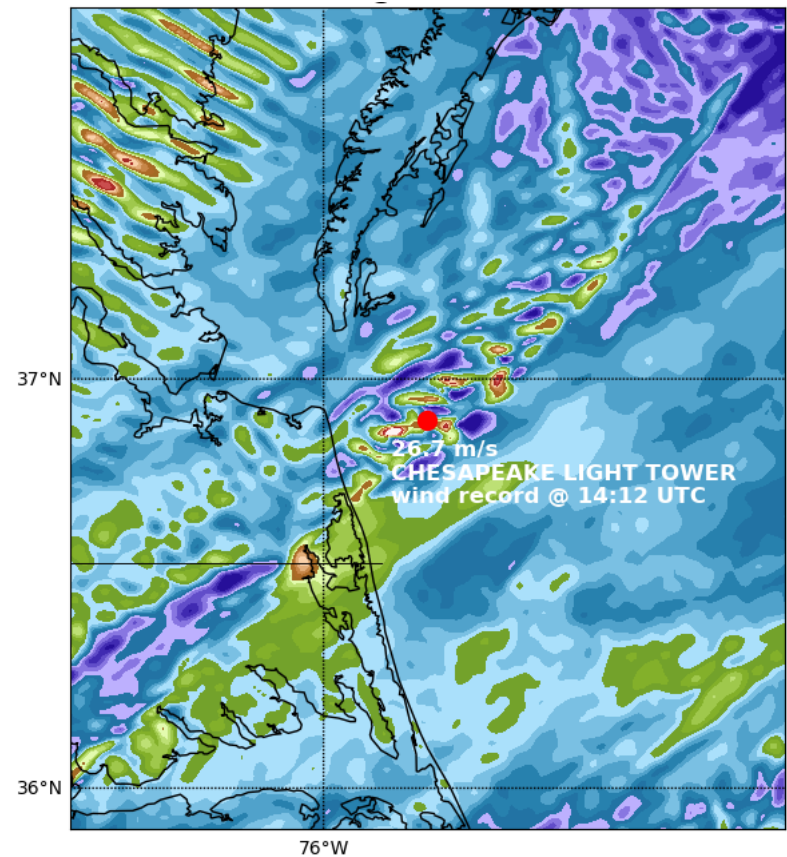 37°N
26.7 m/s
CHESAPEAKE LIGHT TOWER
wind record @ 14:12 UTC
36°N
76°W